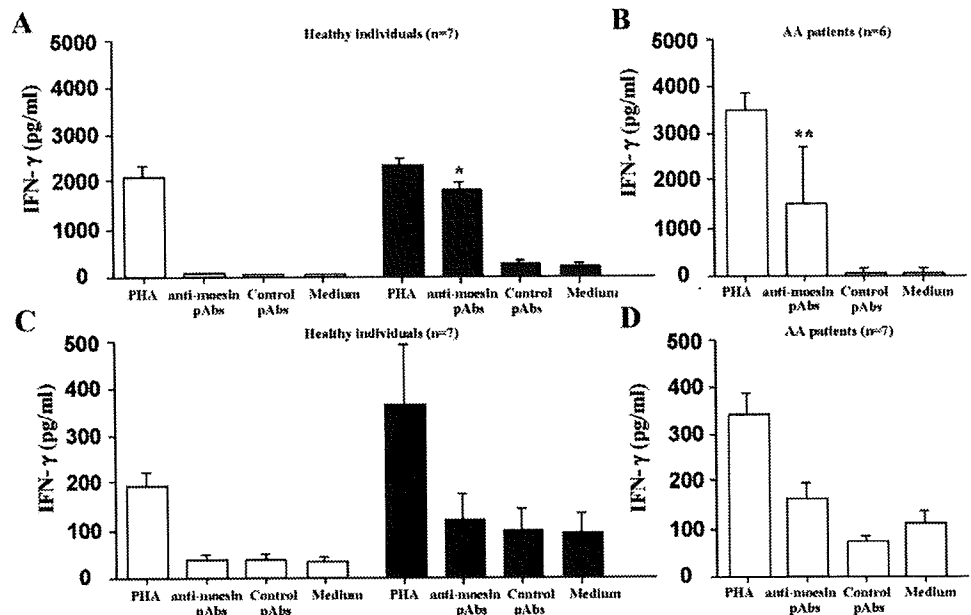 A
Healthy individuals (n=7)
IFN- γ (pg/ml)
5000
4000
3000
2000
1000
0
*
PHA
anti-moesin
pAbs
Control
pAbs
Medium
PHA
anti-moesin
pAbs
Control
pAbs
Medium
B
AA patients (n=6)
IFN- γ (pg/ml)
5000
4000
3000
2000
1000
0
**
PHA
anti-moesin
pAbs
Control
pAbs
Medium
C
Healthy individuals (n=7)
IFN- γ (pg/ml)
500
400
300
200
100
0
PHA
anti-moesin
pAbs
Control
pAbs
Medium
PHA
anti-moesin
pAbs
Control
pAbs
Medium
D
AA patients (n=7)
IFN- γ (pg/ml)
500
400
300
200
100
0
PHA
anti-moesin
pAbs
Control
pAbs
Medium